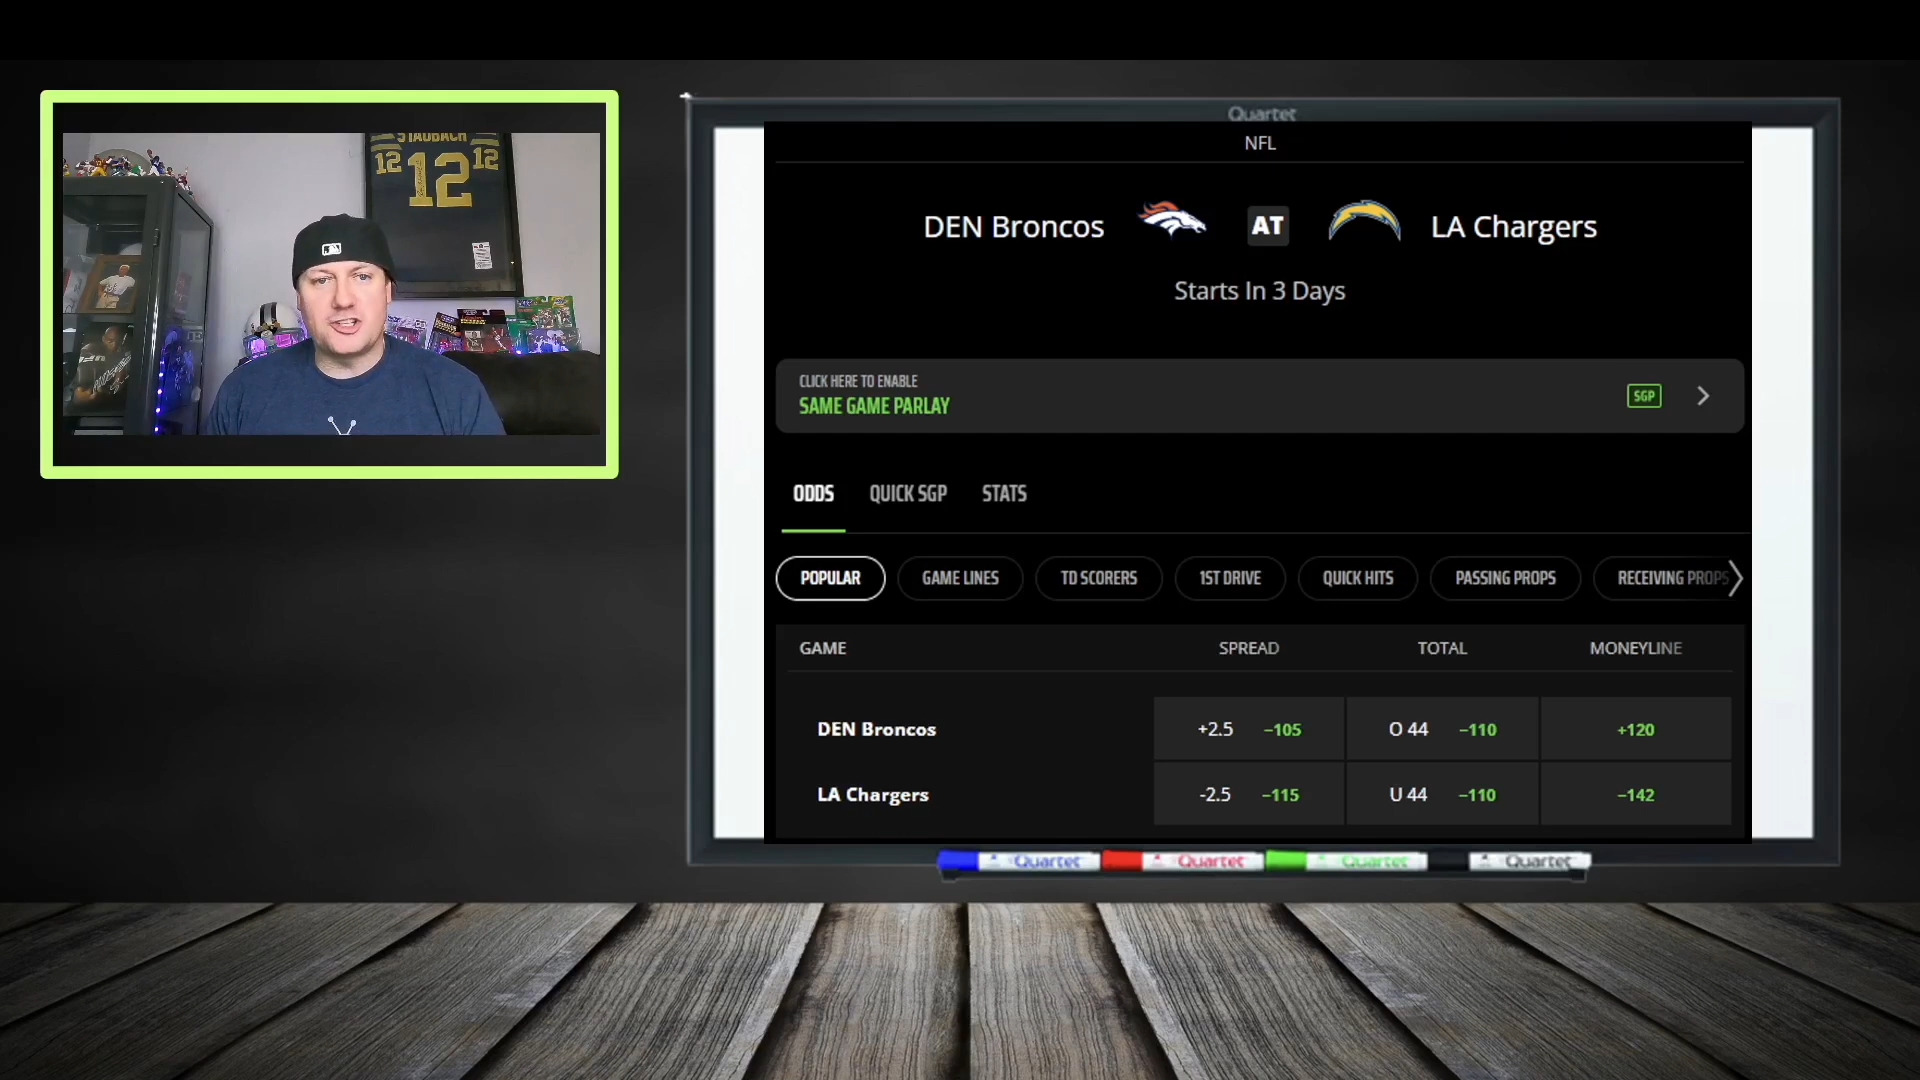 STAUBACH
12 12 12
Quartet
NFL
DEN Broncos AT LA Chargers
Starts In 3 Days
CLICK HERE TO ENABLE
SAME GAME PARLAY SGP
ODDS QUICK SGP STATS
POPULAR GAME LINES TD SCORERS 1ST DRIVE QUICK HITS PASSING PROPS RECEIVING PROPS
GAME SPREAD TOTAL MONEYLINE
DEN Broncos +2.5 −105 O 44 −110 +120
LA Chargers -2.5 −115 U 44 −110 −142
Quartet Quartet Quartet Quartet